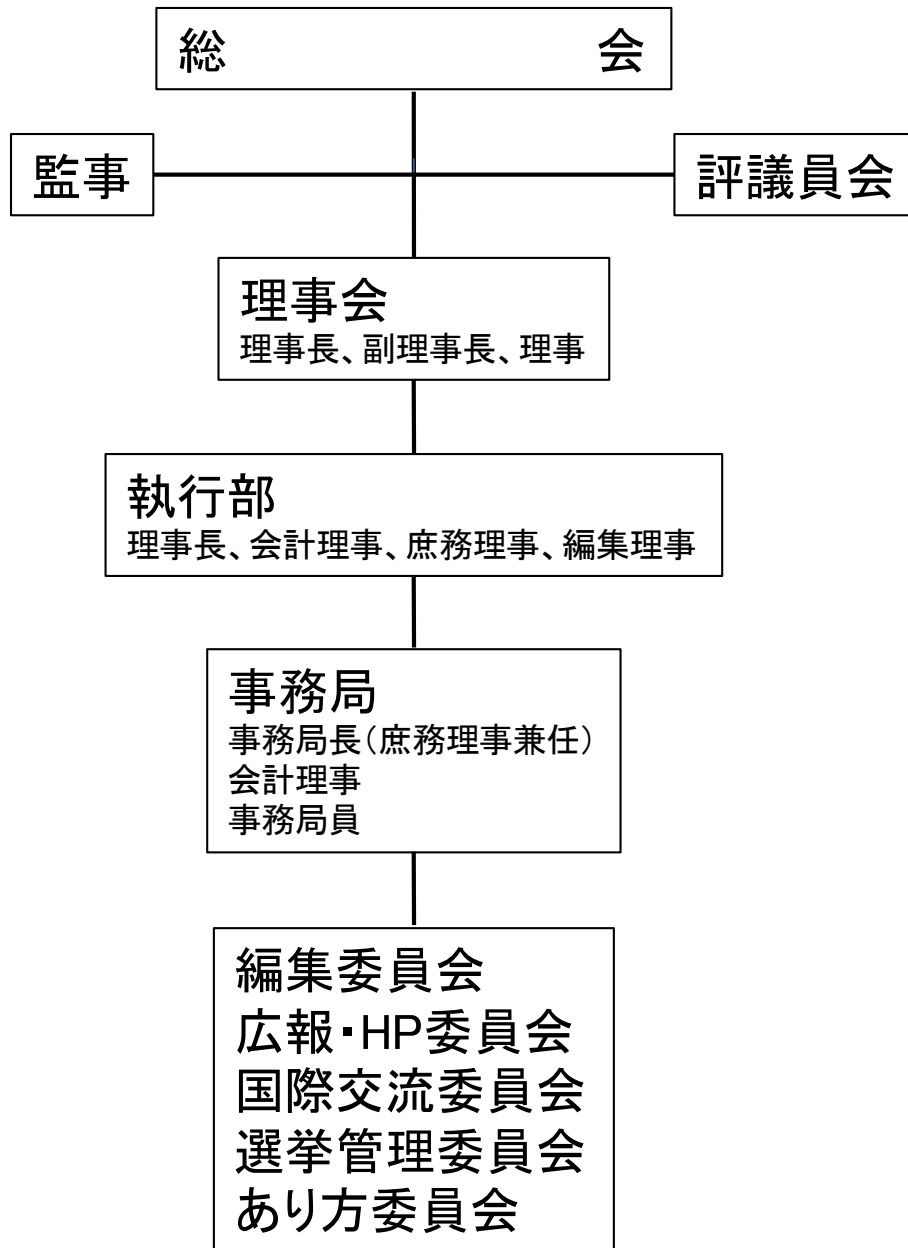 総　　会
監事
評議員会
理事会
理事長、副理事長、理事
執行部
理事長、会計理事、庶務理事、編集理事
事務局
事務局長(庶務理事兼任)
会計理事
事務局員
編集委員会
広報・HP委員会
国際交流委員会
選挙管理委員会
あり方委員会